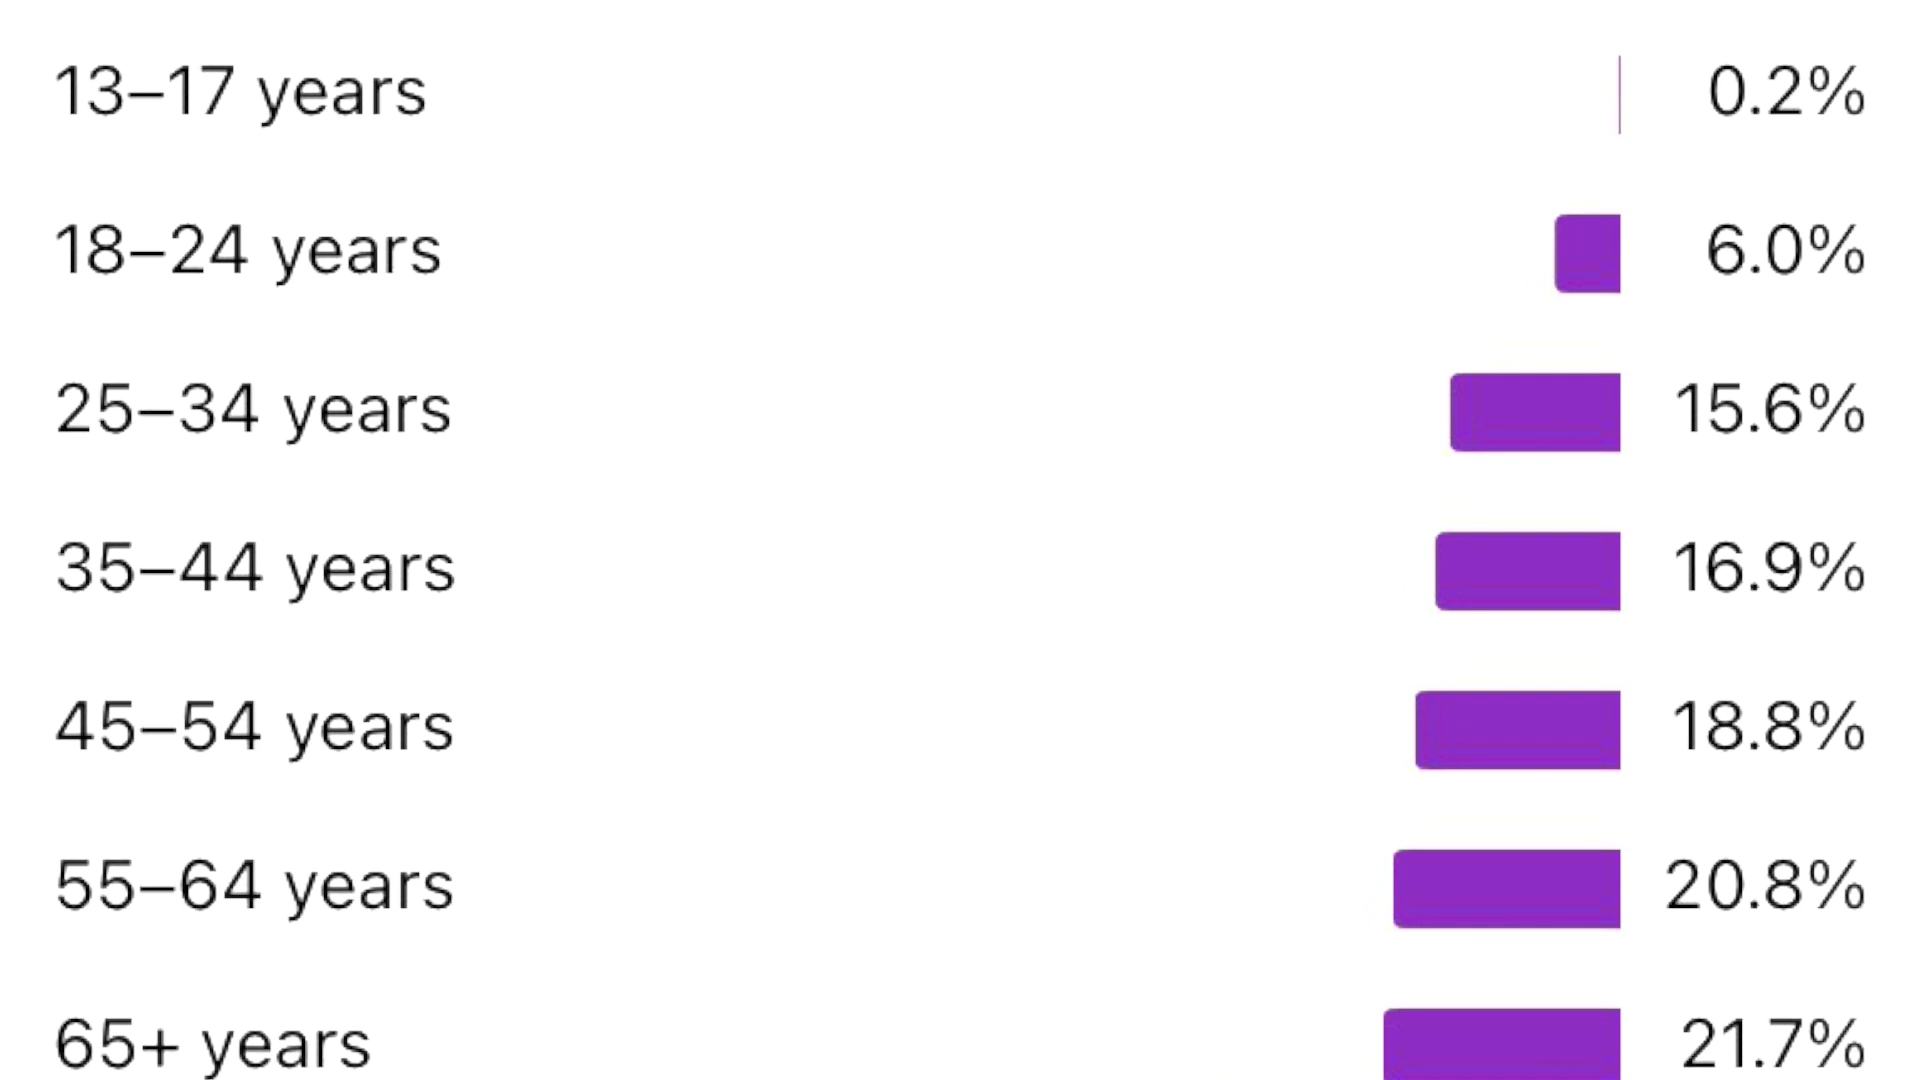 13–17 years 0.2%
18–24 years 6.0%
25–34 years 15.6%
35–44 years 16.9%
45–54 years 18.8%
55–64 years 20.8%
65+ years 21.7%